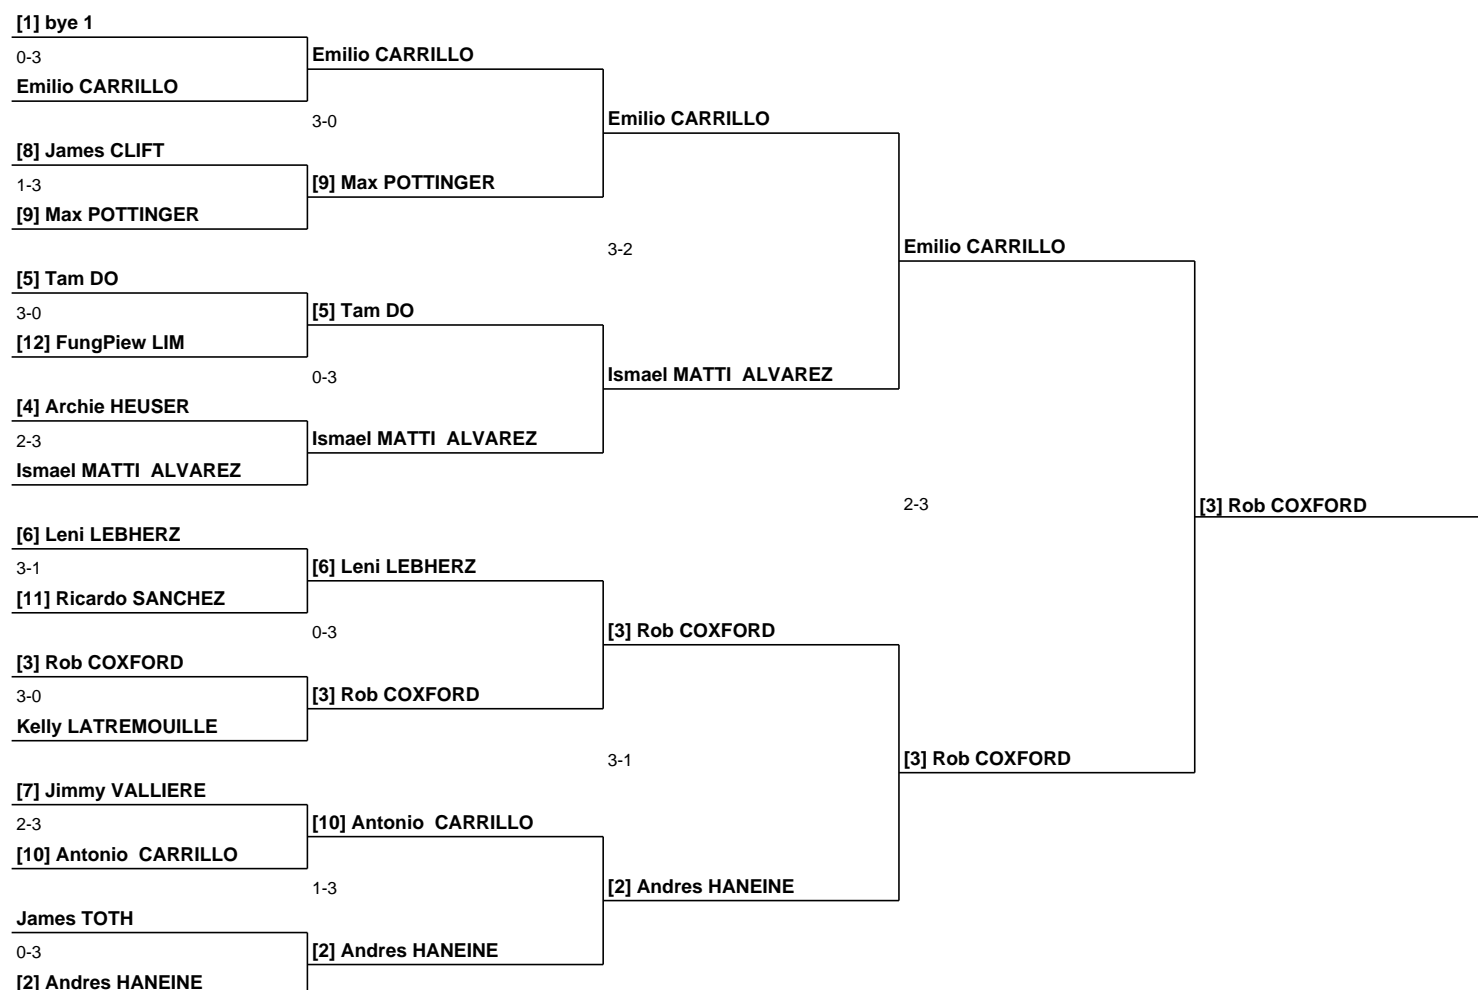 [1] bye 1
0-3
Emilio CARRILLO
[8] James CLIFT
1-3
[9] Max POTTINGER
[5] Tam DO
3-0
[12] FungPiew LIM
[4] Archie HEUSER
2-3
Ismael MATTI  ALVAREZ
[6] Leni LEBHERZ
3-1
[11] Ricardo SANCHEZ
[3] Rob COXFORD
3-0
Kelly LATREMOUILLE
[7] Jimmy VALLIERE
2-3
[10] Antonio  CARRILLO
James TOTH
0-3
[2] Andres HANEINE
Emilio CARRILLO
3-0
[9] Max POTTINGER
[5] Tam DO
0-3
Ismael MATTI  ALVAREZ
[6] Leni LEBHERZ
0-3
[3] Rob COXFORD
[10] Antonio  CARRILLO
1-3
[2] Andres HANEINE
Emilio CARRILLO
3-2
Ismael MATTI  ALVAREZ
[3] Rob COXFORD
3-1
[2] Andres HANEINE
Emilio CARRILLO
2-3
[3] Rob COXFORD
[3] Rob COXFORD